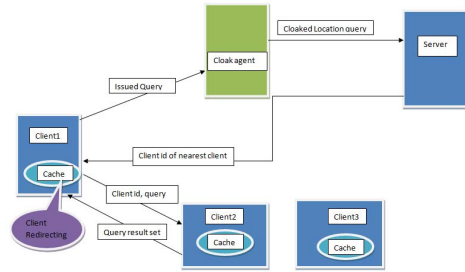 Cloaked Location query
Server
Cloak agent
Issued Query
Client1
Client id of nearest client
Cache
Client id, query
Client
Redirecting
Query result set
Client2
Cache
Client3
Cache